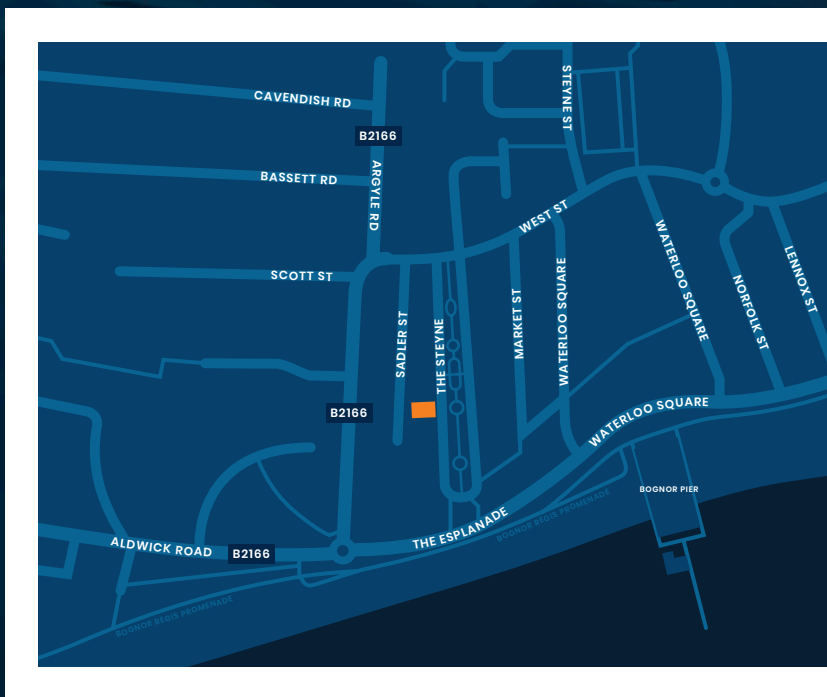 STEYNE ST
CAVENDISH RD
B2166
ARGYLE RD
BASSETT RD
WEST ST
WATERLOO SQUARE
LENNOX ST
SCOTT ST
NORFOLK ST
WATERLOO SQUARE
MARKET ST
SADLER ST
THE STEYNE
B2166
WATERLOO SQUARE
BOGNOR PIER
BOGNOR REGIS PROMENADE
THE ESPLANADE
ALDWICK ROAD
B2166
BOGNOR REGIS PROMENADE